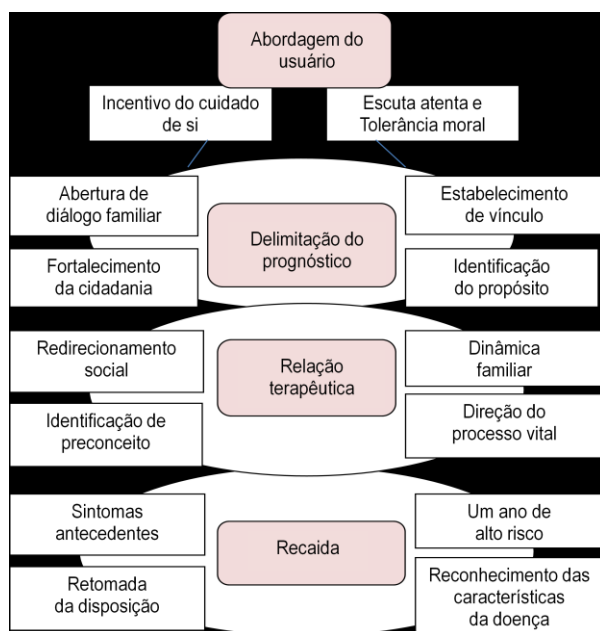 Abordagem do
usuário
Incentivo do cuidado
de si
Escuta atenta e
Tolerância moral
Abertura de
diálogo familiar
Estabelecimento
de vínculo
Delimitação do
prognóstico
Fortalecimento
da cidadania
Identificação
do propósito
Redirecionamento
social
Relação
terapêutica
Dinâmica
familiar
Identificação de
preconceito
Direção do
processo vital
Sintomas
antecedentes
Um ano de
alto risco
Recaida
Retomada
da disposição
Reconhecimento das
características
da doença